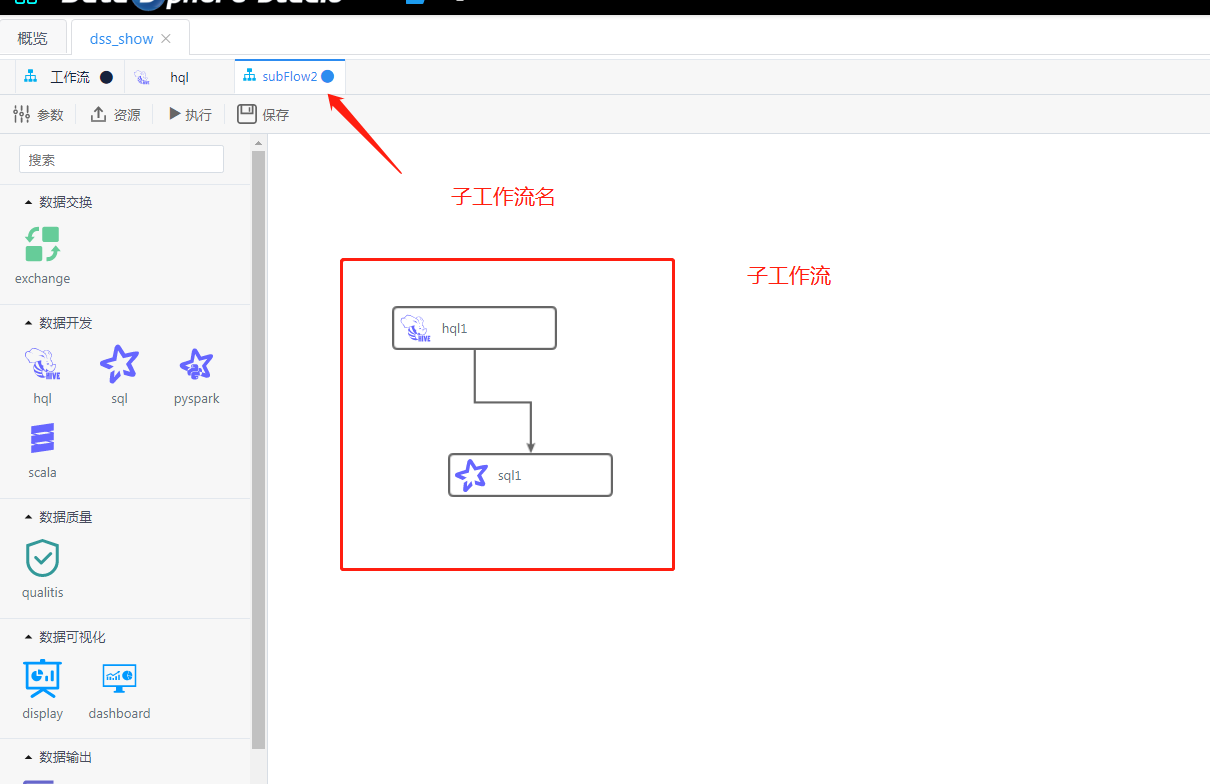 概览
dss_show
工作流
hql
subFlow2
参数
资源
执行
保存
搜索
子工作流名
子工作流
数据交换
exchange
数据开发
hql
sql
pyspark
scala
数据质量
qualitis
数据可视化
display
dashboard
数据输出
HIVE
hql1
sql1